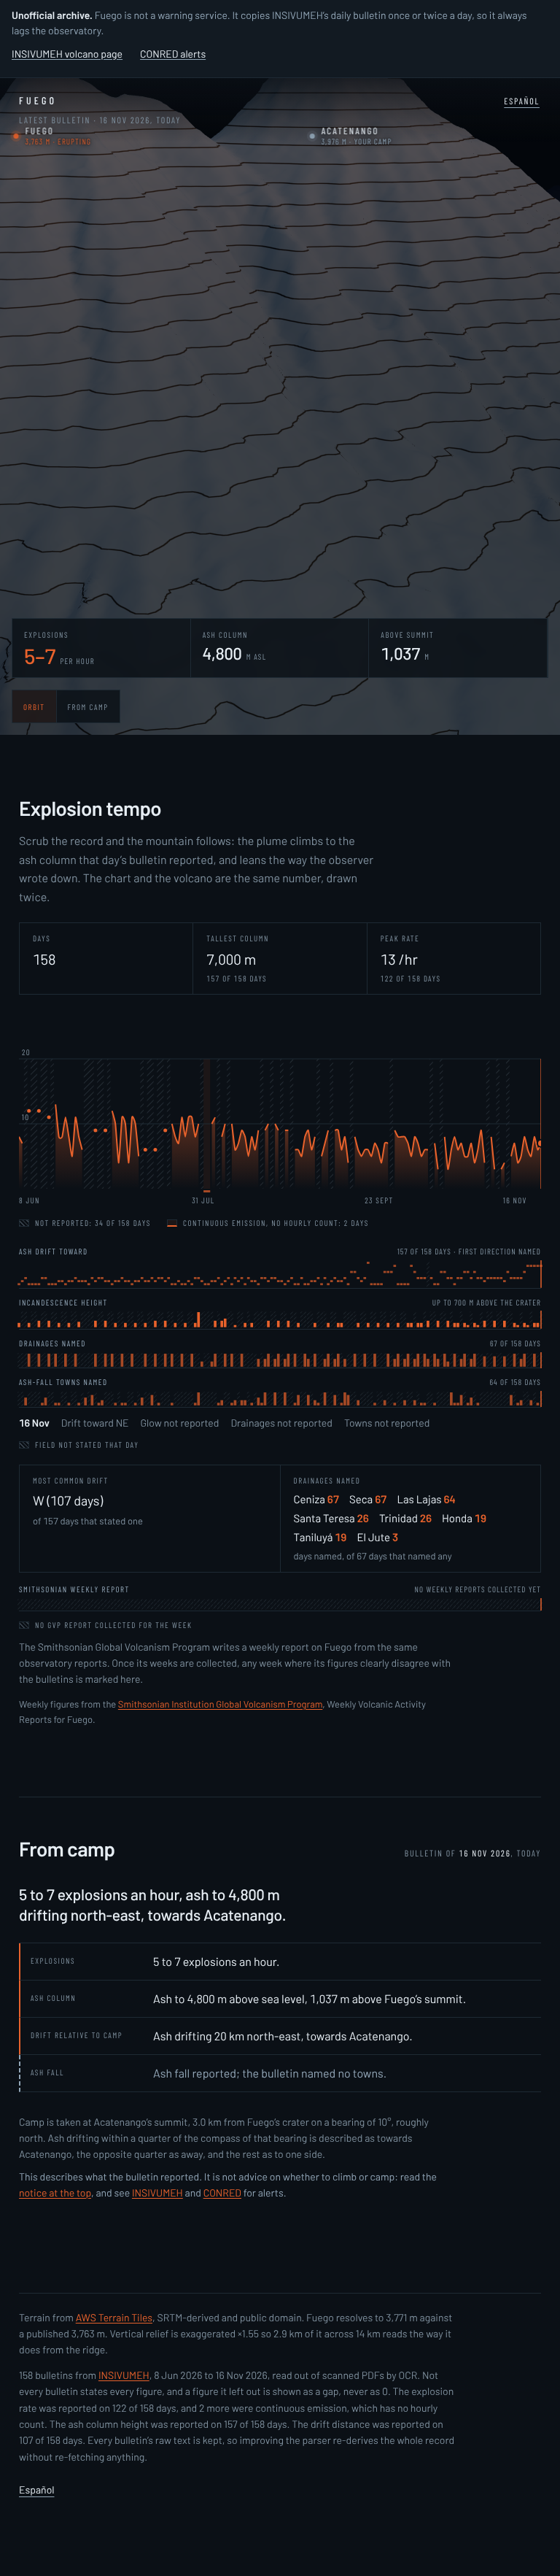 Unofficial archive. Fuego is not a warning service. It copies INSIVUMEH's daily bulletin once or twice a day, so it always
lags the observatory.
INSIVUMEH volcano page CONRED alerts
FUEGO
ESPAÑOL
LATEST BULLETIN · 16 NOV 2026, TODAY
FUEGO
3,763 M · ERUPTING
ACATENANGO
3,976 M · YOUR CAMP
EXPLOSIONS
5–7 PER HOUR
ASH COLUMN
4,800 M ASL
ABOVE SUMMIT
1,037 M
ORBIT FROM CAMP
Explosion tempo
Scrub the record and the mountain follows: the plume climbs to the
ash column that day's bulletin reported, and leans the way the observer
wrote down. The chart and the volcano are the same number, drawn
twice.
DAYS
158
TALLEST COLUMN
7,000 m
157 OF 158 DAYS
PEAK RATE
13 /hr
122 OF 158 DAYS
20
10
8 JUN 31 JUL 23 SEPT 16 NOV
NOT REPORTED: 34 OF 158 DAYS CONTINUOUS EMISSION, NO HOURLY COUNT: 2 DAYS
ASH DRIFT TOWARD 157 OF 158 DAYS · FIRST DIRECTION NAMED
INCANDESCENCE HEIGHT UP TO 700 M ABOVE THE CRATER
DRAINAGES NAMED 67 OF 158 DAYS
ASH-FALL TOWNS NAMED 64 OF 158 DAYS
16 Nov Drift toward NE Glow not reported Drainages not reported Towns not reported
FIELD NOT STATED THAT DAY
MOST COMMON DRIFT
W (107 days)
of 157 days that stated one
DRAINAGES NAMED
Ceniza 67 Seca 67 Las Lajas 64
Santa Teresa 26 Trinidad 26 Honda 19
Taniluyá 19 El Jute 3
days named, of 67 days that named any
SMITHSONIAN WEEKLY REPORT NO WEEKLY REPORTS COLLECTED YET
NO GVP REPORT COLLECTED FOR THE WEEK
The Smithsonian Global Volcanism Program writes a weekly report on Fuego from the same
observatory reports. Once its weeks are collected, any week where its figures clearly disagree with
the bulletins is marked here.
Weekly figures from the Smithsonian Institution Global Volcanism Program, Weekly Volcanic Activity
Reports for Fuego.
From camp
BULLETIN OF 16 NOV 2026, TODAY
5 to 7 explosions an hour, ash to 4,800 m
drifting north-east, towards Acatenango.
EXPLOSIONS 5 to 7 explosions an hour.
ASH COLUMN Ash to 4,800 m above sea level, 1,037 m above Fuego's summit.
DRIFT RELATIVE TO CAMP Ash drifting 20 km north-east, towards Acatenango.
ASH FALL Ash fall reported; the bulletin named no towns.
Camp is taken at Acatenango's summit, 3.0 km from Fuego's crater on a bearing of 10°, roughly
north. Ash drifting within a quarter of the compass of that bearing is described as towards
Acatenango, the opposite quarter as away, and the rest as to one side.
This describes what the bulletin reported. It is not advice on whether to climb or camp: read the
notice at the top, and see INSIVUMEH and CONRED for alerts.
Terrain from AWS Terrain Tiles, SRTM-derived and public domain. Fuego resolves to 3,771 m against
a published 3,763 m. Vertical relief is exaggerated ×1.55 so 2.9 km of it across 14 km reads the way it
does from the ridge.
158 bulletins from INSIVUMEH, 8 Jun 2026 to 16 Nov 2026, read out of scanned PDFs by OCR. Not
every bulletin states every figure, and a figure it left out is shown as a gap, never as 0. The explosion
rate was reported on 122 of 158 days, and 2 more were continuous emission, which has no hourly
count. The ash column height was reported on 157 of 158 days. The drift distance was reported on
107 of 158 days. Every bulletin's raw text is kept, so improving the parser re-derives the whole record
without re-fetching anything.
Español